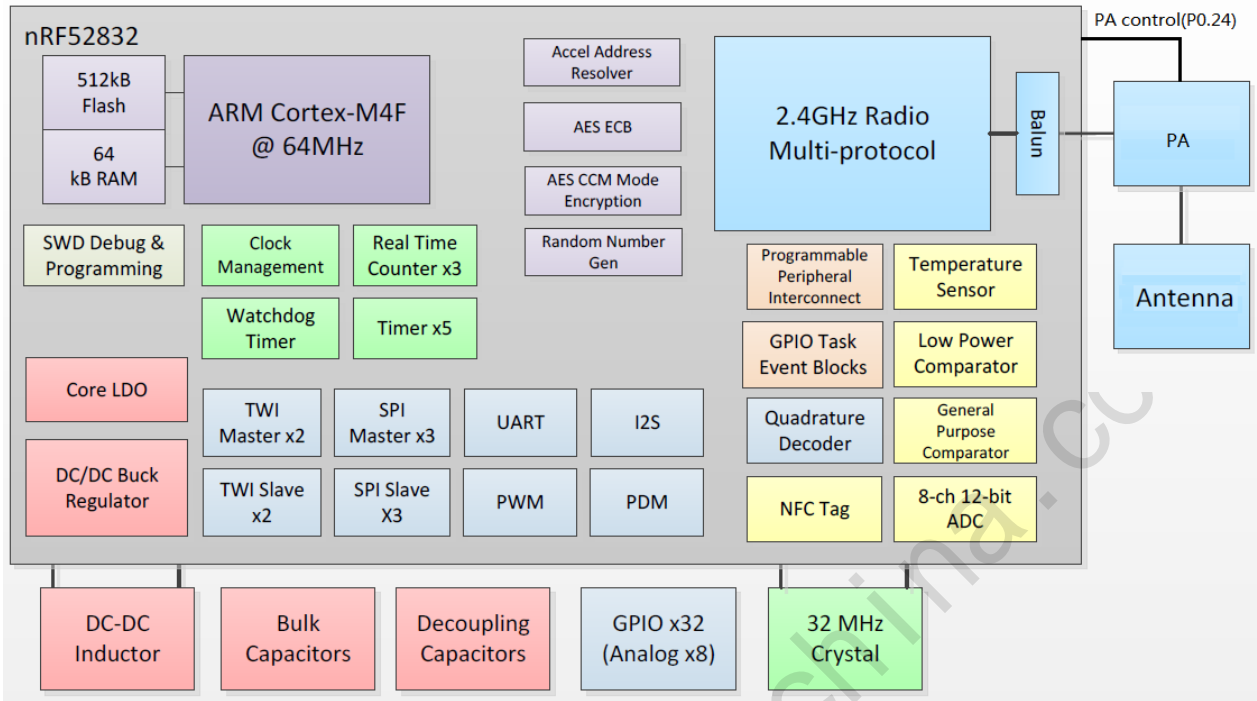 nRF52832
PA control(P0.24)
512kB
Flash
64
kB RAM
ARM Cortex-M4F
@ 64MHz
Accel Address
Resolver
AES ECB
AES CCM Mode
Encryption
Random Number
Gen
2.4GHz Radio
Multi-protocol
Balun
PA
Antenna
SWD Debug &
Programming
Clock
Management
Real Time
Counter x3
Watchdog
Timer
Timer x5
Programmable
Peripheral
Interconnect
Temperature
Sensor
GPIO Task
Event Blocks
Low Power
Comparator
Core LDO
DC/DC Buck
Regulator
TWI
Master x2
SPI
Master x3
UART
I2S
Quadrature
Decoder
General
Purpose
Comparator
TWI Slave
x2
SPI Slave
X3
PWM
PDM
NFC Tag
8-ch 12-bit
ADC
DC-DC
Inductor
Bulk
Capacitors
Decoupling
Capacitors
GPIO x32
(Analog x8)
32 MHz
Crystal